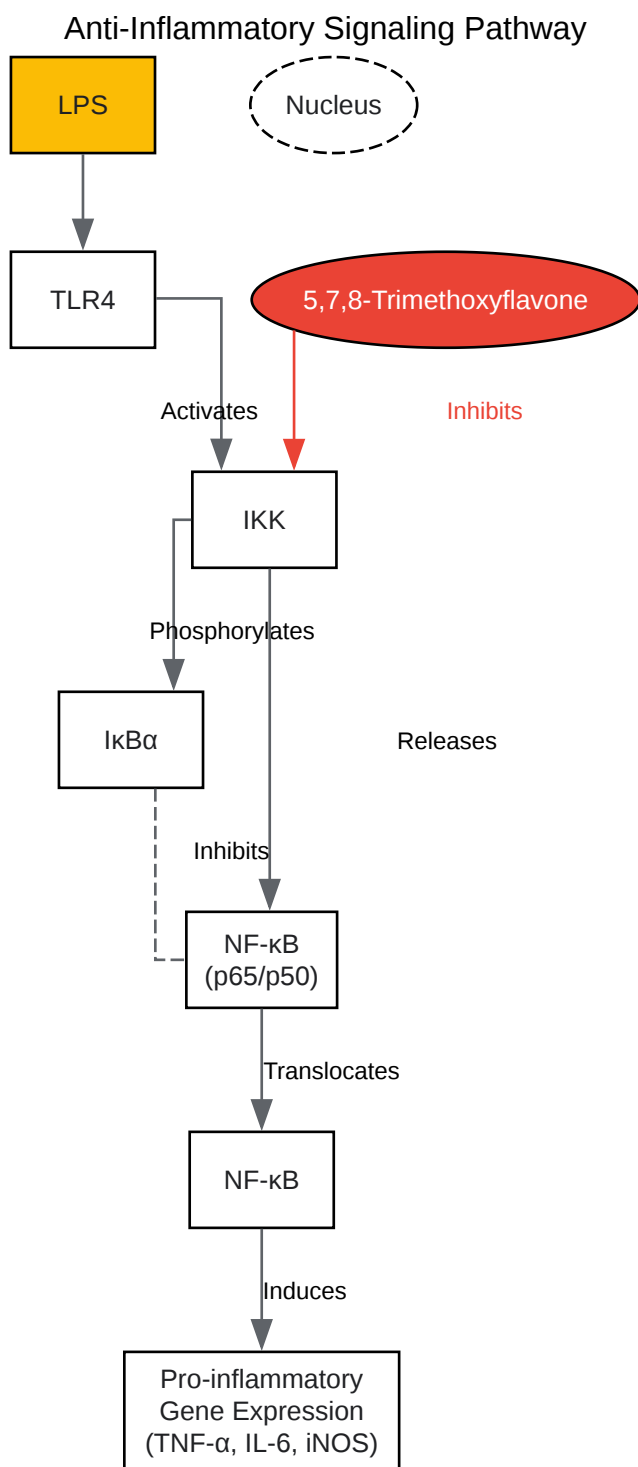 Anti-Inflammatory Signaling Pathway
LPS
Nucleus
TLR4
5,7,8-Trimethoxyflavone
Activates
Inhibits
IKK
Phosphorylates
IκBα
Releases
Inhibits
NF-κB
(p65/p50)
Translocates
NF-κB
Induces
Pro-inflammatory
Gene Expression
(TNF-α, IL-6, iNOS)